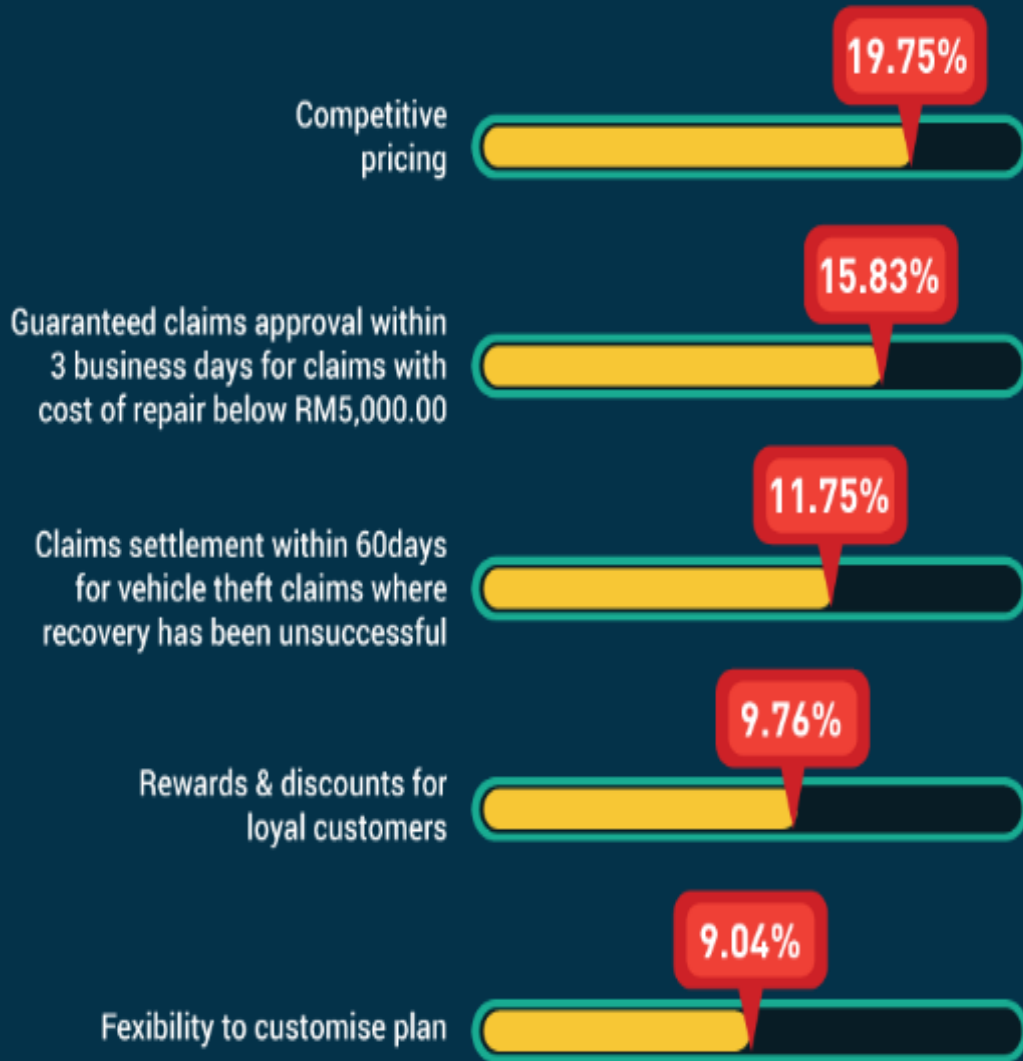 19.75%
Competitive
pricing
15.83%
Guaranteed claims approval within
3 business days for claims with
cost of repair below RM5,000.00
11.75%
Claims settlement within 60days
for vehicle theft claims where
recovery has been unsuccessful
9.76%
Rewards & discounts for
loyal customers
9.04%
Fexibility to customise plan